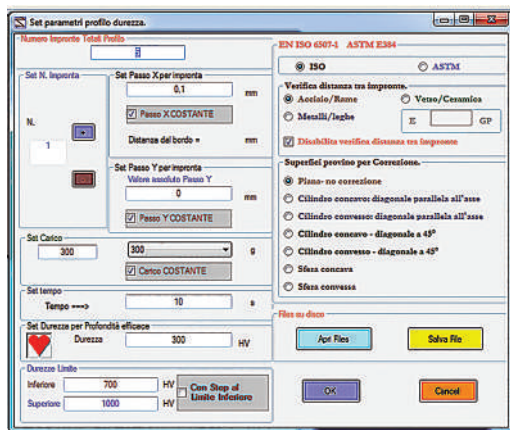 Set parametri profilo durezza.
Numero Impronte Totali Profilo
Set N. Impronta
N.
1
Set Passo X per impronta
0,1 mm
Passo X COSTANTE
Distanza del bordo = mm
Set Passo Y per impronta
Valore assoluto Passo Y
0 mm
Passo Y COSTANTE
Set Carico
300 300 g
Carico COSTANTE
Set tempo
Tempo ===> 10 s
Set Durezza per Profondità efficace
Durezza 300 HV
Durezze Limite
Inferiore 700 HV
Superiore 1000 HV
Con Stop al
Limite Inferiore
EN ISO 6507-1 ASTM E384
ISO ASTM
Verifica distanza tra impronte.
Acciaio/Rame Vetro/Ceramica
Metalli/leghe E GP
Disabilita verifica distanza tra impronte
Superfici provino per Correzione.
Piana- no correzione
Cilindro concavo: diagonale parallela all'asse
Cilindro convesso: diagonale parallela all'asse
Cilindro concavo - diagonale a 45°
Cilindro convesso - diagonale a 45°
Sfera concava
Sfera convessa
Files su disco
Apri Files Salva File
OK Cancel